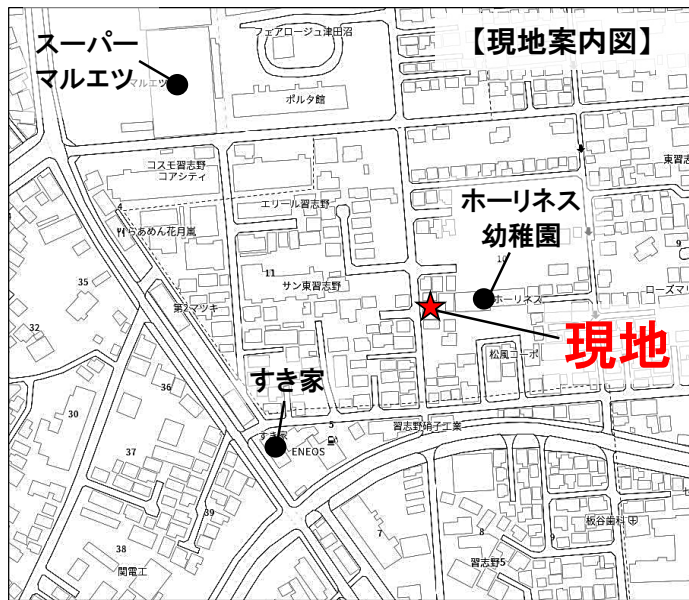 スーパー
マルエツ
マルエツ
フェアロージュ津田沼
【現地案内図】
ポルタ館
コスモ習志野
コアシティ
東習志
4
エリール習志野
ホーリネス
幼稚園
らあめん花月嵐
10
9
35
11
サン東習志野
ホーリネス
ローズマリ
第2マツキ
32
現地
松風コーポ
36
すき家
30
5
習志野硝子工業
すき家
ENEOS
37
39
板谷歯科
7
8
9
38
関電工
習志野5